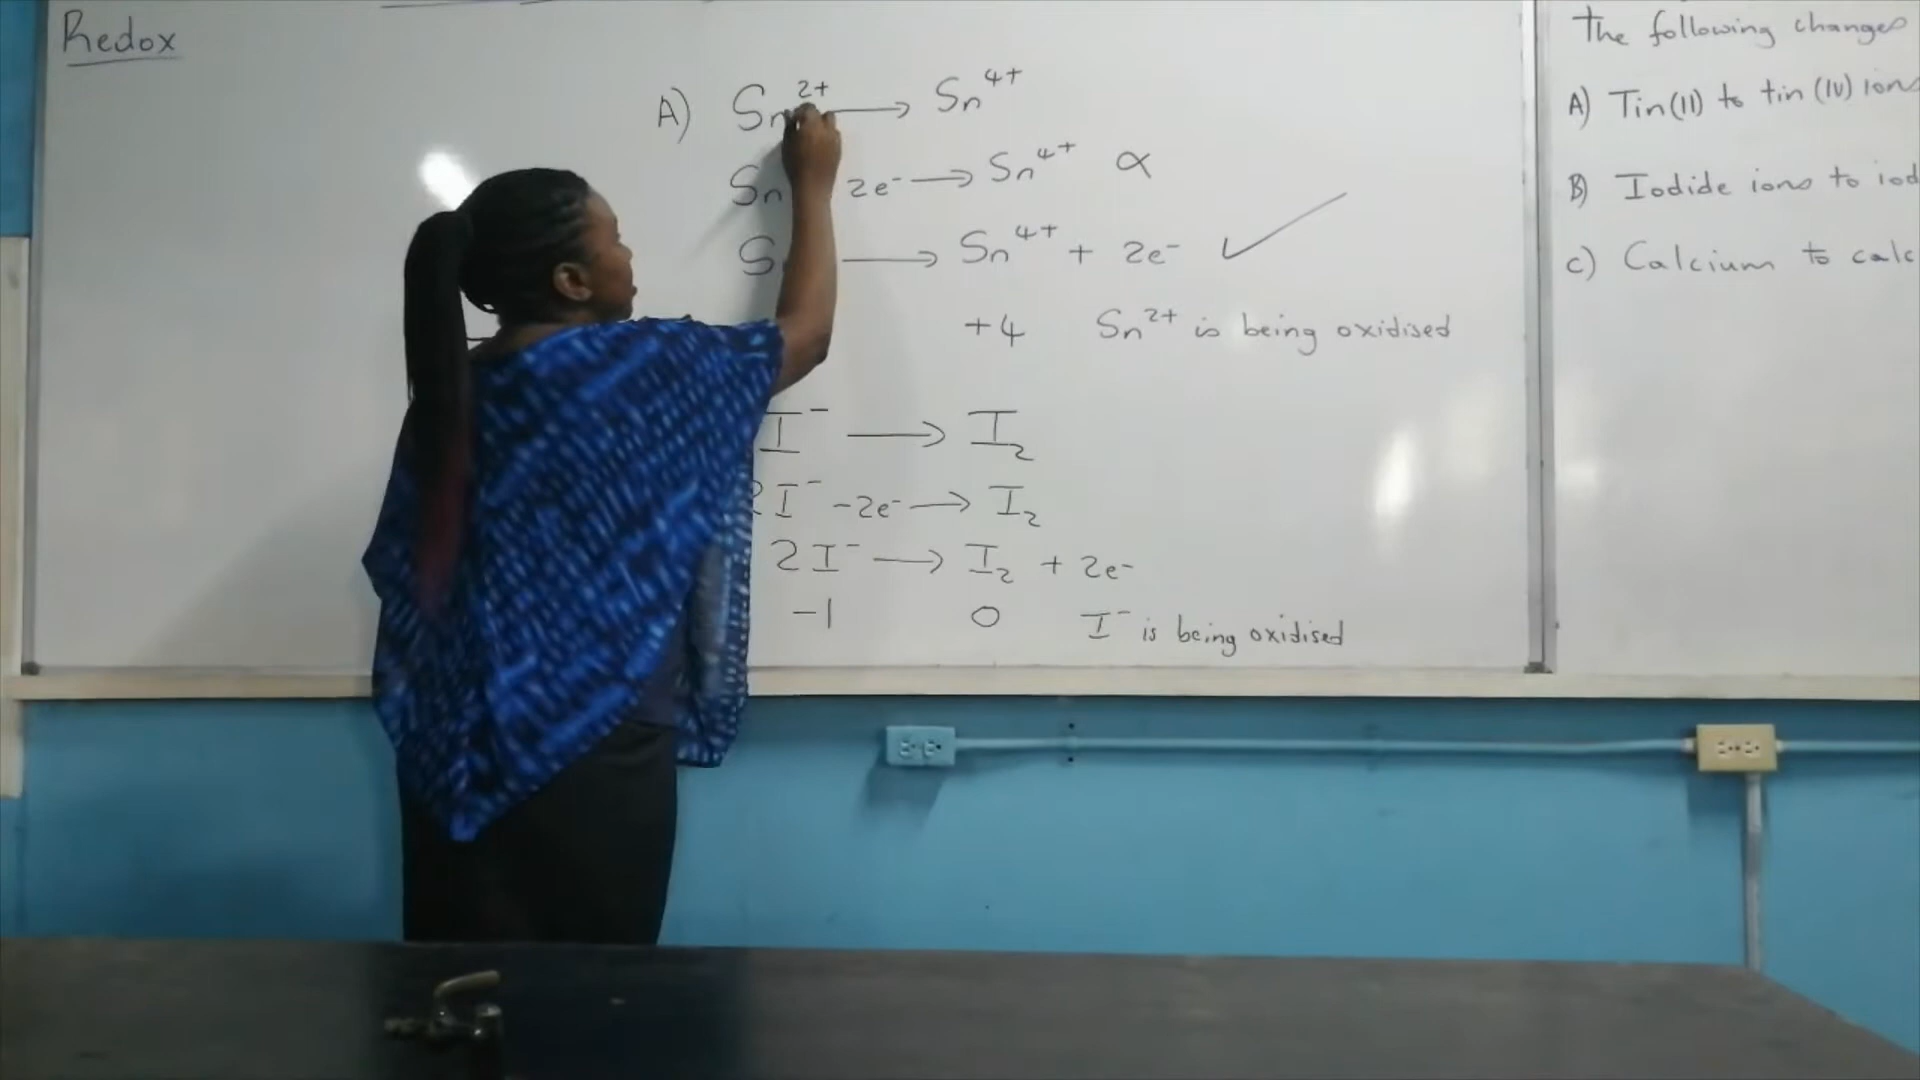 Redox
A) Sn²⁺ → Sn⁴⁺
Sn 2e⁻ → Sn⁴⁺ ∝
S → Sn⁴⁺ + 2e⁻ ✓
+4 Sn²⁺ is being oxidised
I⁻ → I₂
2I⁻ -2e⁻ → I₂
2I⁻ → I₂ + 2e⁻
-1 0 I⁻ is being oxidised
The following changes
A) Tin(II) to tin(IV) ions
B) Iodide ions to iod
C) Calcium to calc